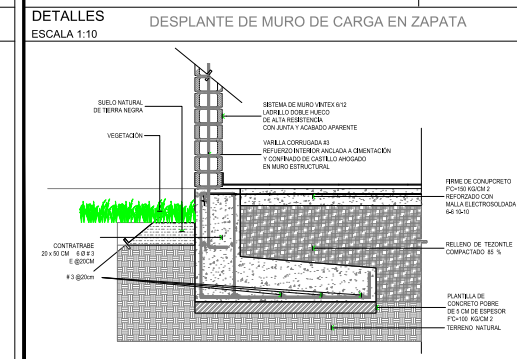 DETALLES
ESCALA 1:10
DESPLANTE DE MURO DE CARGA EN ZAPATA
SUELO NATURAL
DE TIERRA NEGRA
VEGETACIÓN
SISTEMA DE MURO VINTEX 6/12
LADRILLO DOBLE HUECO
DE ALTA RESISTENCIA
CON JUNTA Y ACABADO APARENTE
VARILLA CORRUGADA #3
REFUERZO INTERIOR ANCLADA A CIMENTACIÓN
Y CONFINADO DE CASTILLO AHOGADO
EN MURO ESTRUCTURAL
FIRME DE CONUPCRETO
F'C=150 KG/CM 2
REFORZADO CON
MALLA ELECTROSOLDADA
6-6 10-10
CONTRATRABE
20 x 50 CM 6 Ø # 3
E @20CM
# 3 @20cm
RELLENO DE TEZONTLE
COMPACTADO 85 %
PLANTILLA DE
CONCRETO POBRE
DE 5 CM DE ESPESOR
F'C=100 KG/CM 2
TERRENO NATURAL